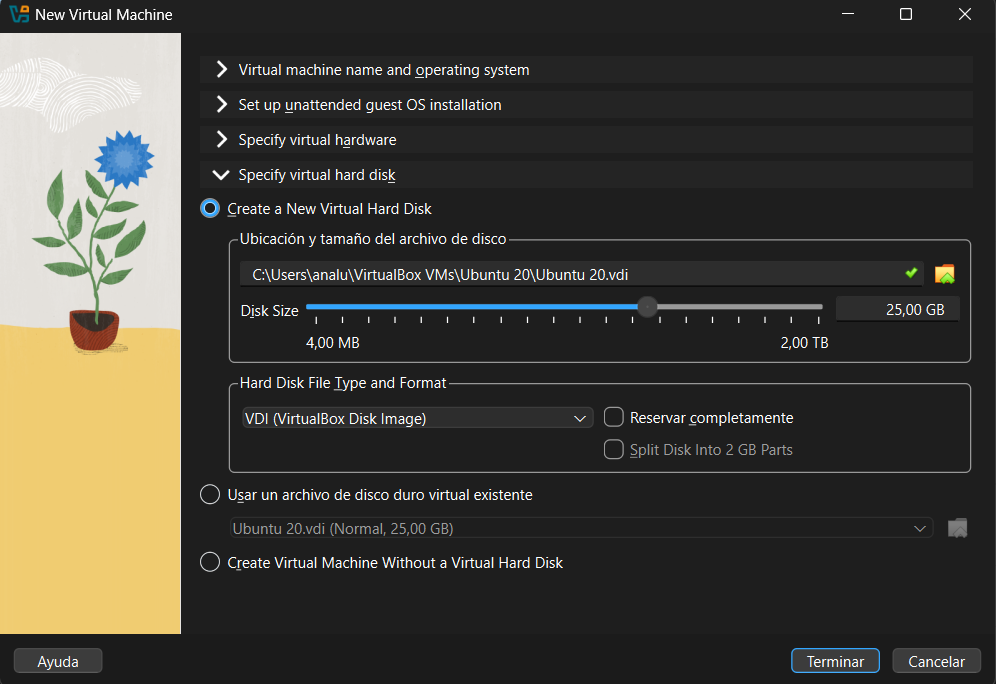 New Virtual Machine
Virtual machine name and operating system
Set up unattended guest OS installation
Specify virtual hardware
Specify virtual hard disk
Create a New Virtual Hard Disk
Ubicación y tamaño del archivo de disco
C:\Users\analu\VirtualBox VMs\Ubuntu 20\Ubuntu 20.vdi
Disk Size
25,00 GB
4,00 MB
2,00 TB
Hard Disk File Type and Format
VDI (VirtualBox Disk Image)
Reservar completamente
Split Disk Into 2 GB Parts
Usar un archivo de disco duro virtual existente
Ubuntu 20.vdi (Normal, 25,00 GB)
Create Virtual Machine Without a Virtual Hard Disk
Ayuda
Terminar
Cancelar